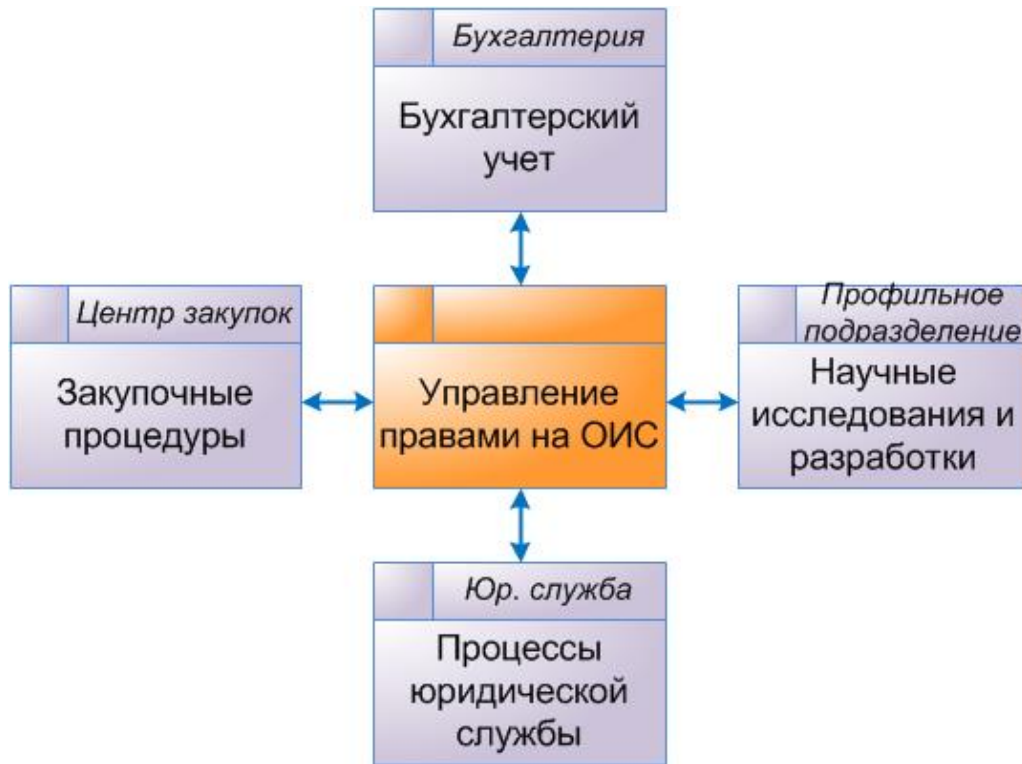 Бухгалтерия
Бухгалтерский
учет
Центр закупок
Закупочные
процедуры
Управление
правами на ОИС
Профильное
подразделение
Научные
исследования и
разработки
Юр. служба
Процессы
юридической
службы